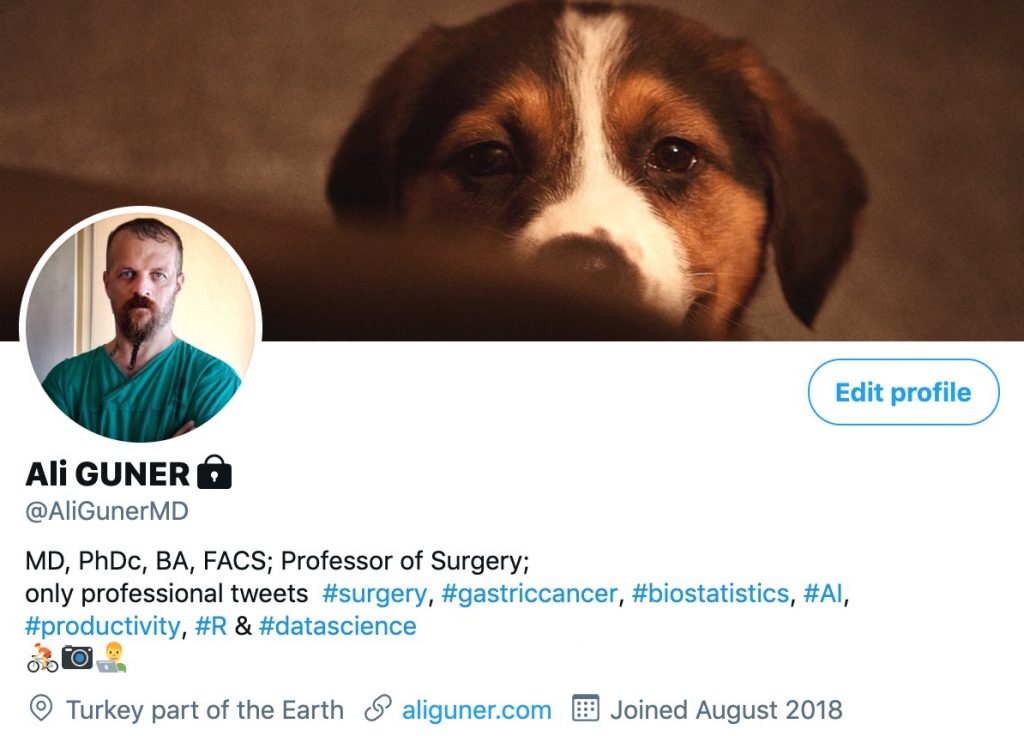 Edit profile
Ali GUNER
@AliGunerMD
MD, PhDc, BA, FACS; Professor of Surgery;
only professional tweets #surgery, #gastriccancer, #biostatistics, #AI,
#productivity, #R & #datascience
Turkey part of the Earth aliguner.com Joined August 2018